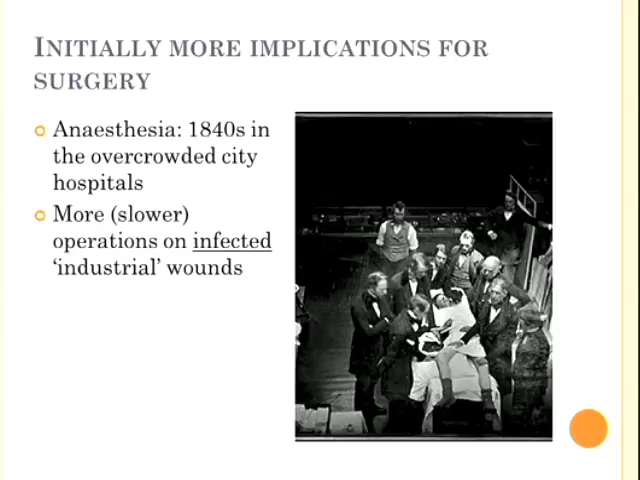 INITIALLY MORE IMPLICATIONS FOR
SURGERY
Anaesthesia: 1840s in
the overcrowded city
hospitals
More (slower)
operations on infected
‘industrial’ wounds